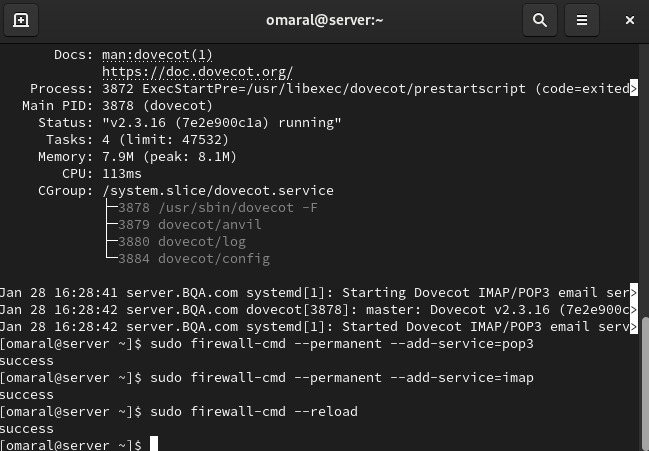 omaral@server:~
Docs: man:dovecot(1)
https://doc.dovecot.org/
Process: 3872 ExecStartPre=/usr/libexec/dovecot/prestartscript (code=exited>
Main PID: 3878 (dovecot)
Status: "v2.3.16 (7e2e900c1a) running"
Tasks: 4 (limit: 47532)
Memory: 7.9M (peak: 8.1M)
CPU: 113ms
CGroup: /system.slice/dovecot.service
├─3878 /usr/sbin/dovecot -F
├─3879 dovecot/anvil
├─3880 dovecot/log
└─3884 dovecot/config
Jan 28 16:28:41 server.BQA.com systemd[1]: Starting Dovecot IMAP/POP3 email ser>
Jan 28 16:28:42 server.BQA.com dovecot[3878]: master: Dovecot v2.3.16 (7e2e900c>
Jan 28 16:28:42 server.BQA.com systemd[1]: Started Dovecot IMAP/POP3 email serv>
[omaral@server ~]$ sudo firewall-cmd --permanent --add-service=pop3
success
[omaral@server ~]$ sudo firewall-cmd --permanent --add-service=imap
success
[omaral@server ~]$ sudo firewall-cmd --reload
success
[omaral@server ~]$